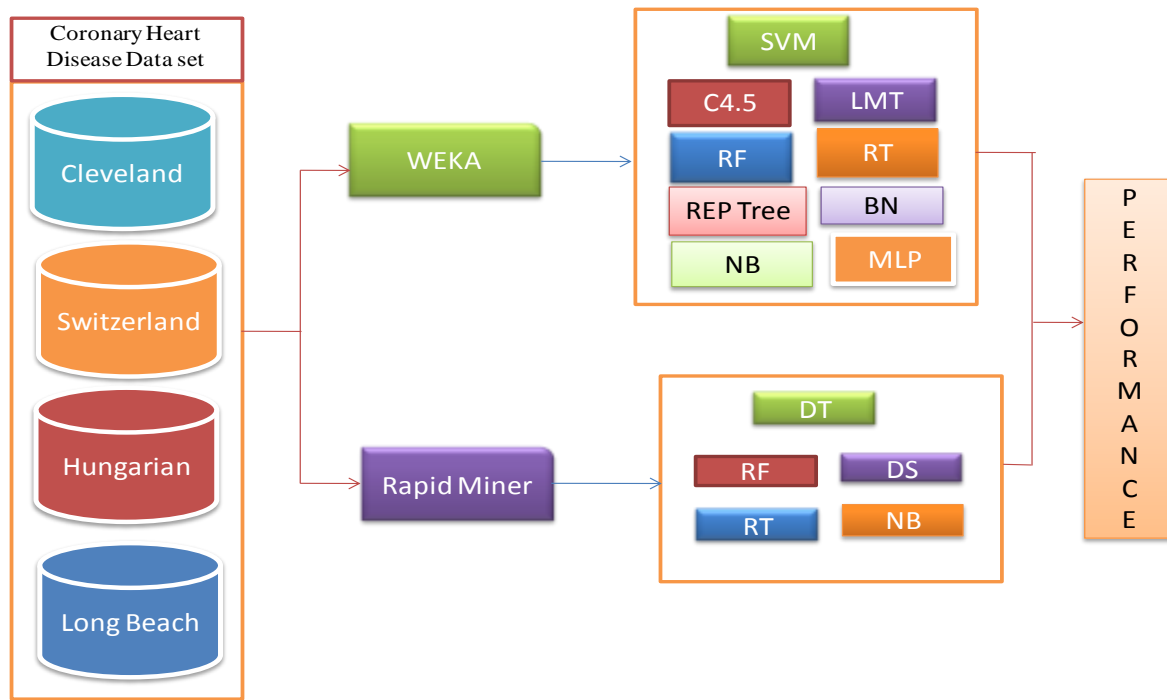 Coronary Heart
Disease Data set
Cleveland
Switzerland
Hungarian
Long Beach
WEKA
Rapid Miner
SVM
C4.5
LMT
RF
RT
REP Tree
BN
NB
MLP
DT
RF
DS
RT
NB
P
E
R
F
O
R
M
A
N
C
E